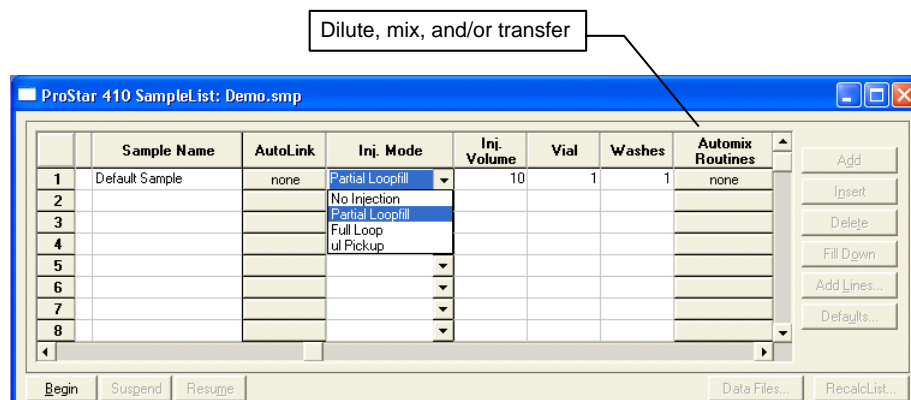 Dilute, mix, and/or transfer
ProStar 410 SampleList: Demo.smp
Sample Name AutoLink Inj. Mode Inj. Volume Vial Washes Automix Routines
1 Default Sample none Partial Loopfill 10 1 1 none
2 No Injection
3 Partial Loopfill
Full Loop
4 ul Pickup
5
6
7
8
Add
Insert
Delete
Fill Down
Add Lines...
Defaults...
Begin Suspend Resume Data Files... RecalcList...